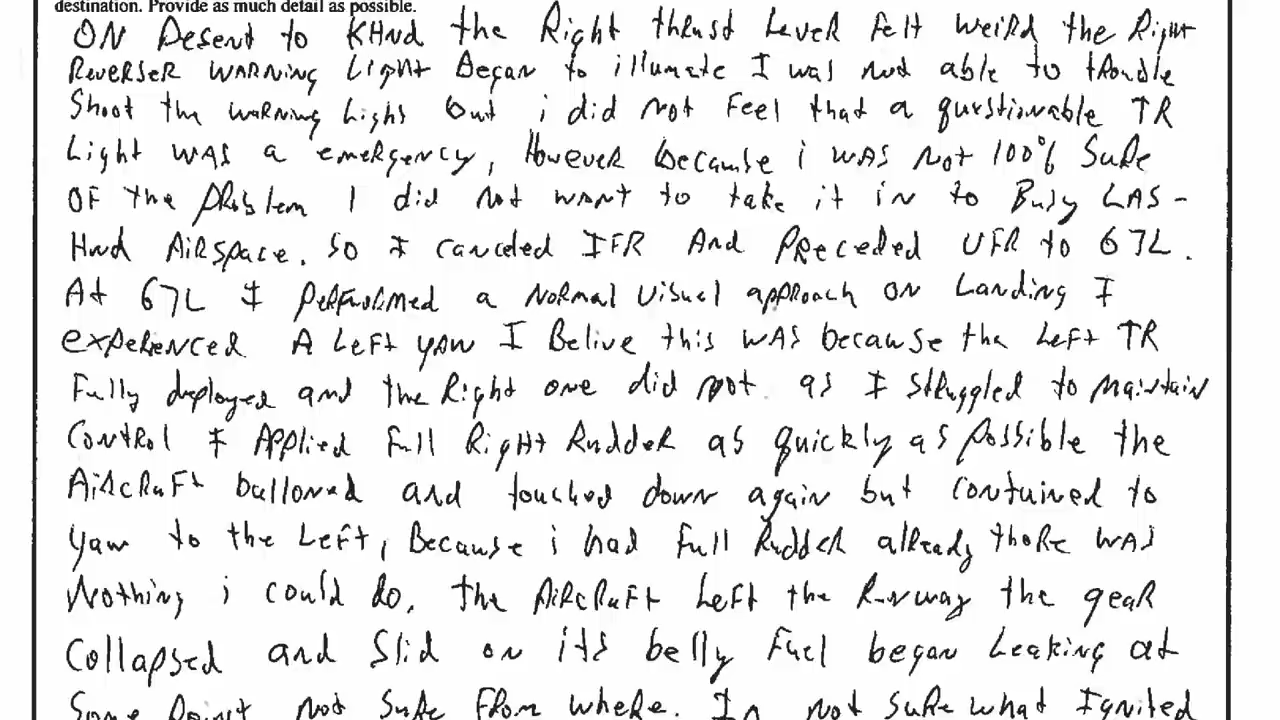 destination. Provide as much detail as possible.
ON Desent to KHND the Right thrust Lever Felt weird the Right
Reverser warning Light Began to illumate I was not able to trouble
Shoot the warning Light but i did not Feel that a questionable TR
Light was a emergency, However because i was not 100% Sure
OF the problem I did not want to take it in to Busy LAS-
Hnd Airspace. So I canceled IFR And Preceded VFR to 67L.
At 67L I performed a Normal Visual approach on Landing I
experenced A Left yaw I Belive this was because the Left TR
Fully deployed and the Right one did not. as I struggled to maintain
Control I Applied Full Right Rudder as quickly as possible the
Aircraft balloned and touched down again but contuined to
yaw to the Left, Because i had Full Rudder already there was
Nothing i could do. the Aircraft Left the Runway the gear
Collapsed and Slid on its belly Fuel began Leaking at
Some point not sure From where. Im not sure what Ignited